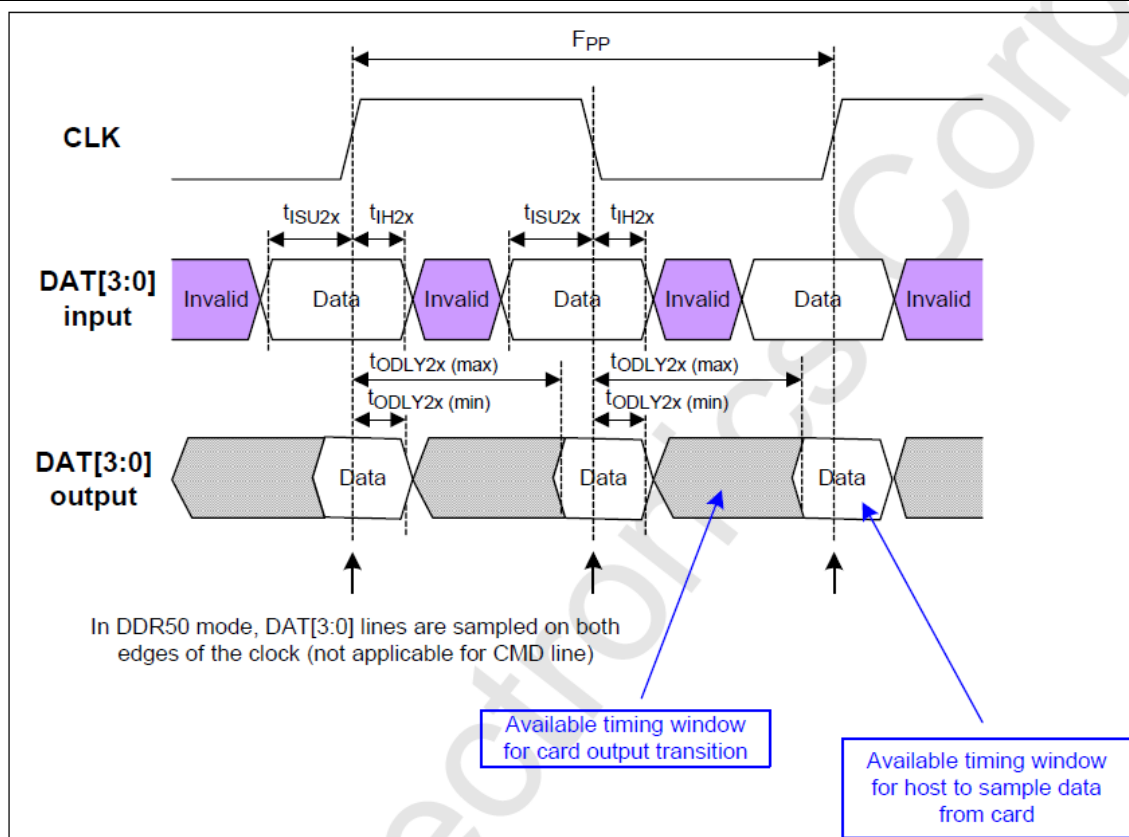 FPP
CLK
tISU2x
tIH2x
tISU2x
tIH2x
DAT[3:0]
input
Invalid
Data
Invalid
Data
Invalid
Data
Invalid
tODLY2x (max)
tODLY2x (max)
tODLY2x (min)
tODLY2x (min)
DAT[3:0]
output
Data
Data
Data
In DDR50 mode, DAT[3:0] lines are sampled on both
edges of the clock (not applicable for CMD line)
Available timing window
for card output transition
Available timing window
for host to sample data
from card
ectronics Corp